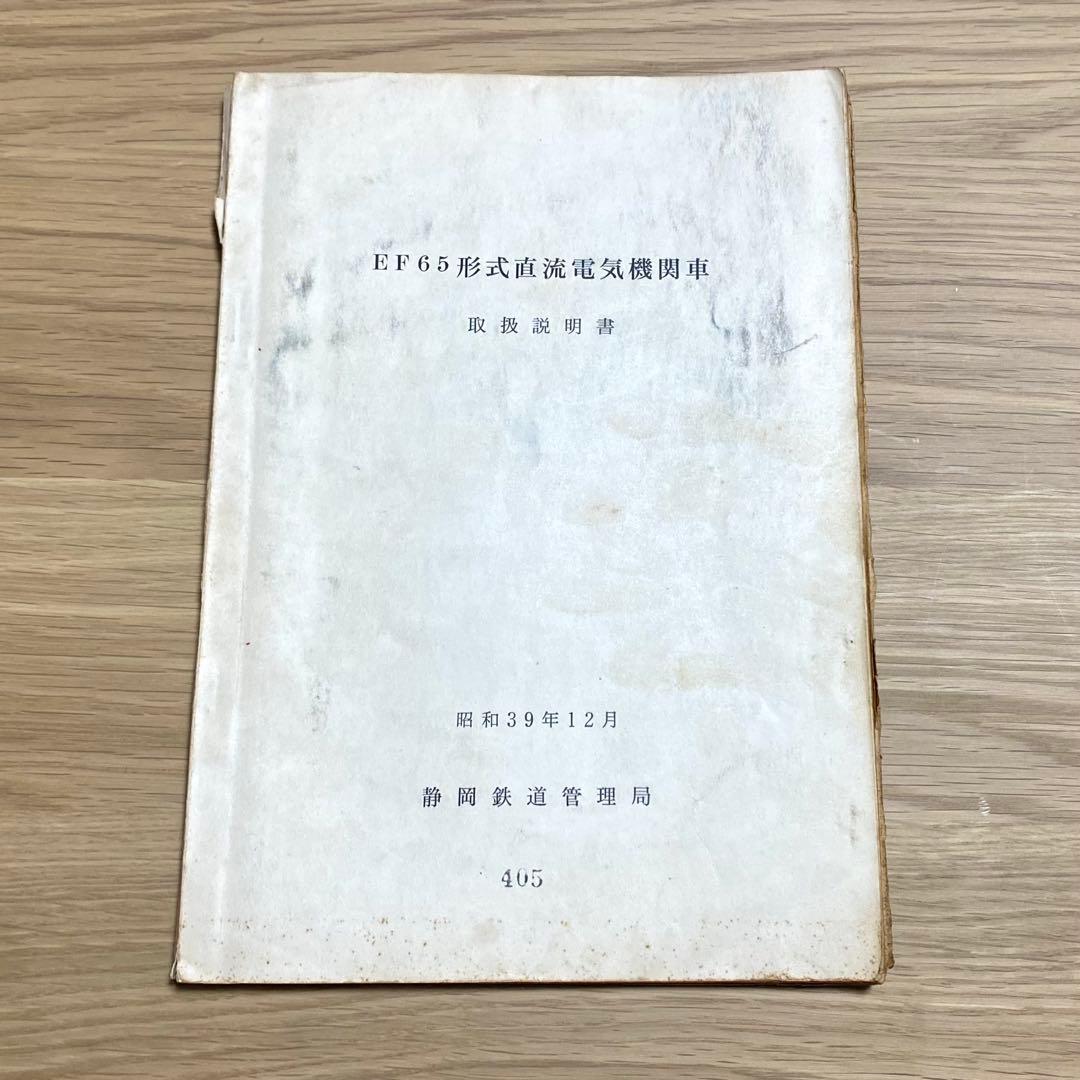 EF65形式直流電気機関車
取扱説明書
昭和39年12月
静岡鉄道管理局
405